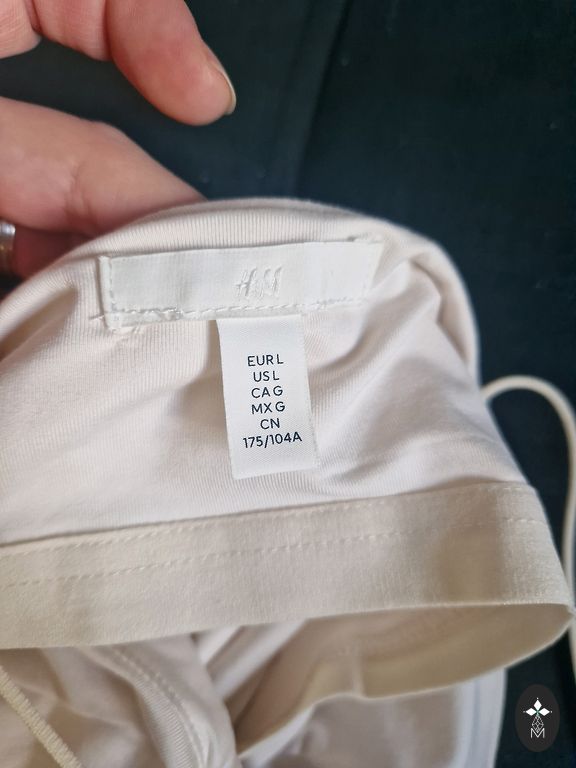 H&M
EUR L
US L
CA G
MX G
CN
175/104A